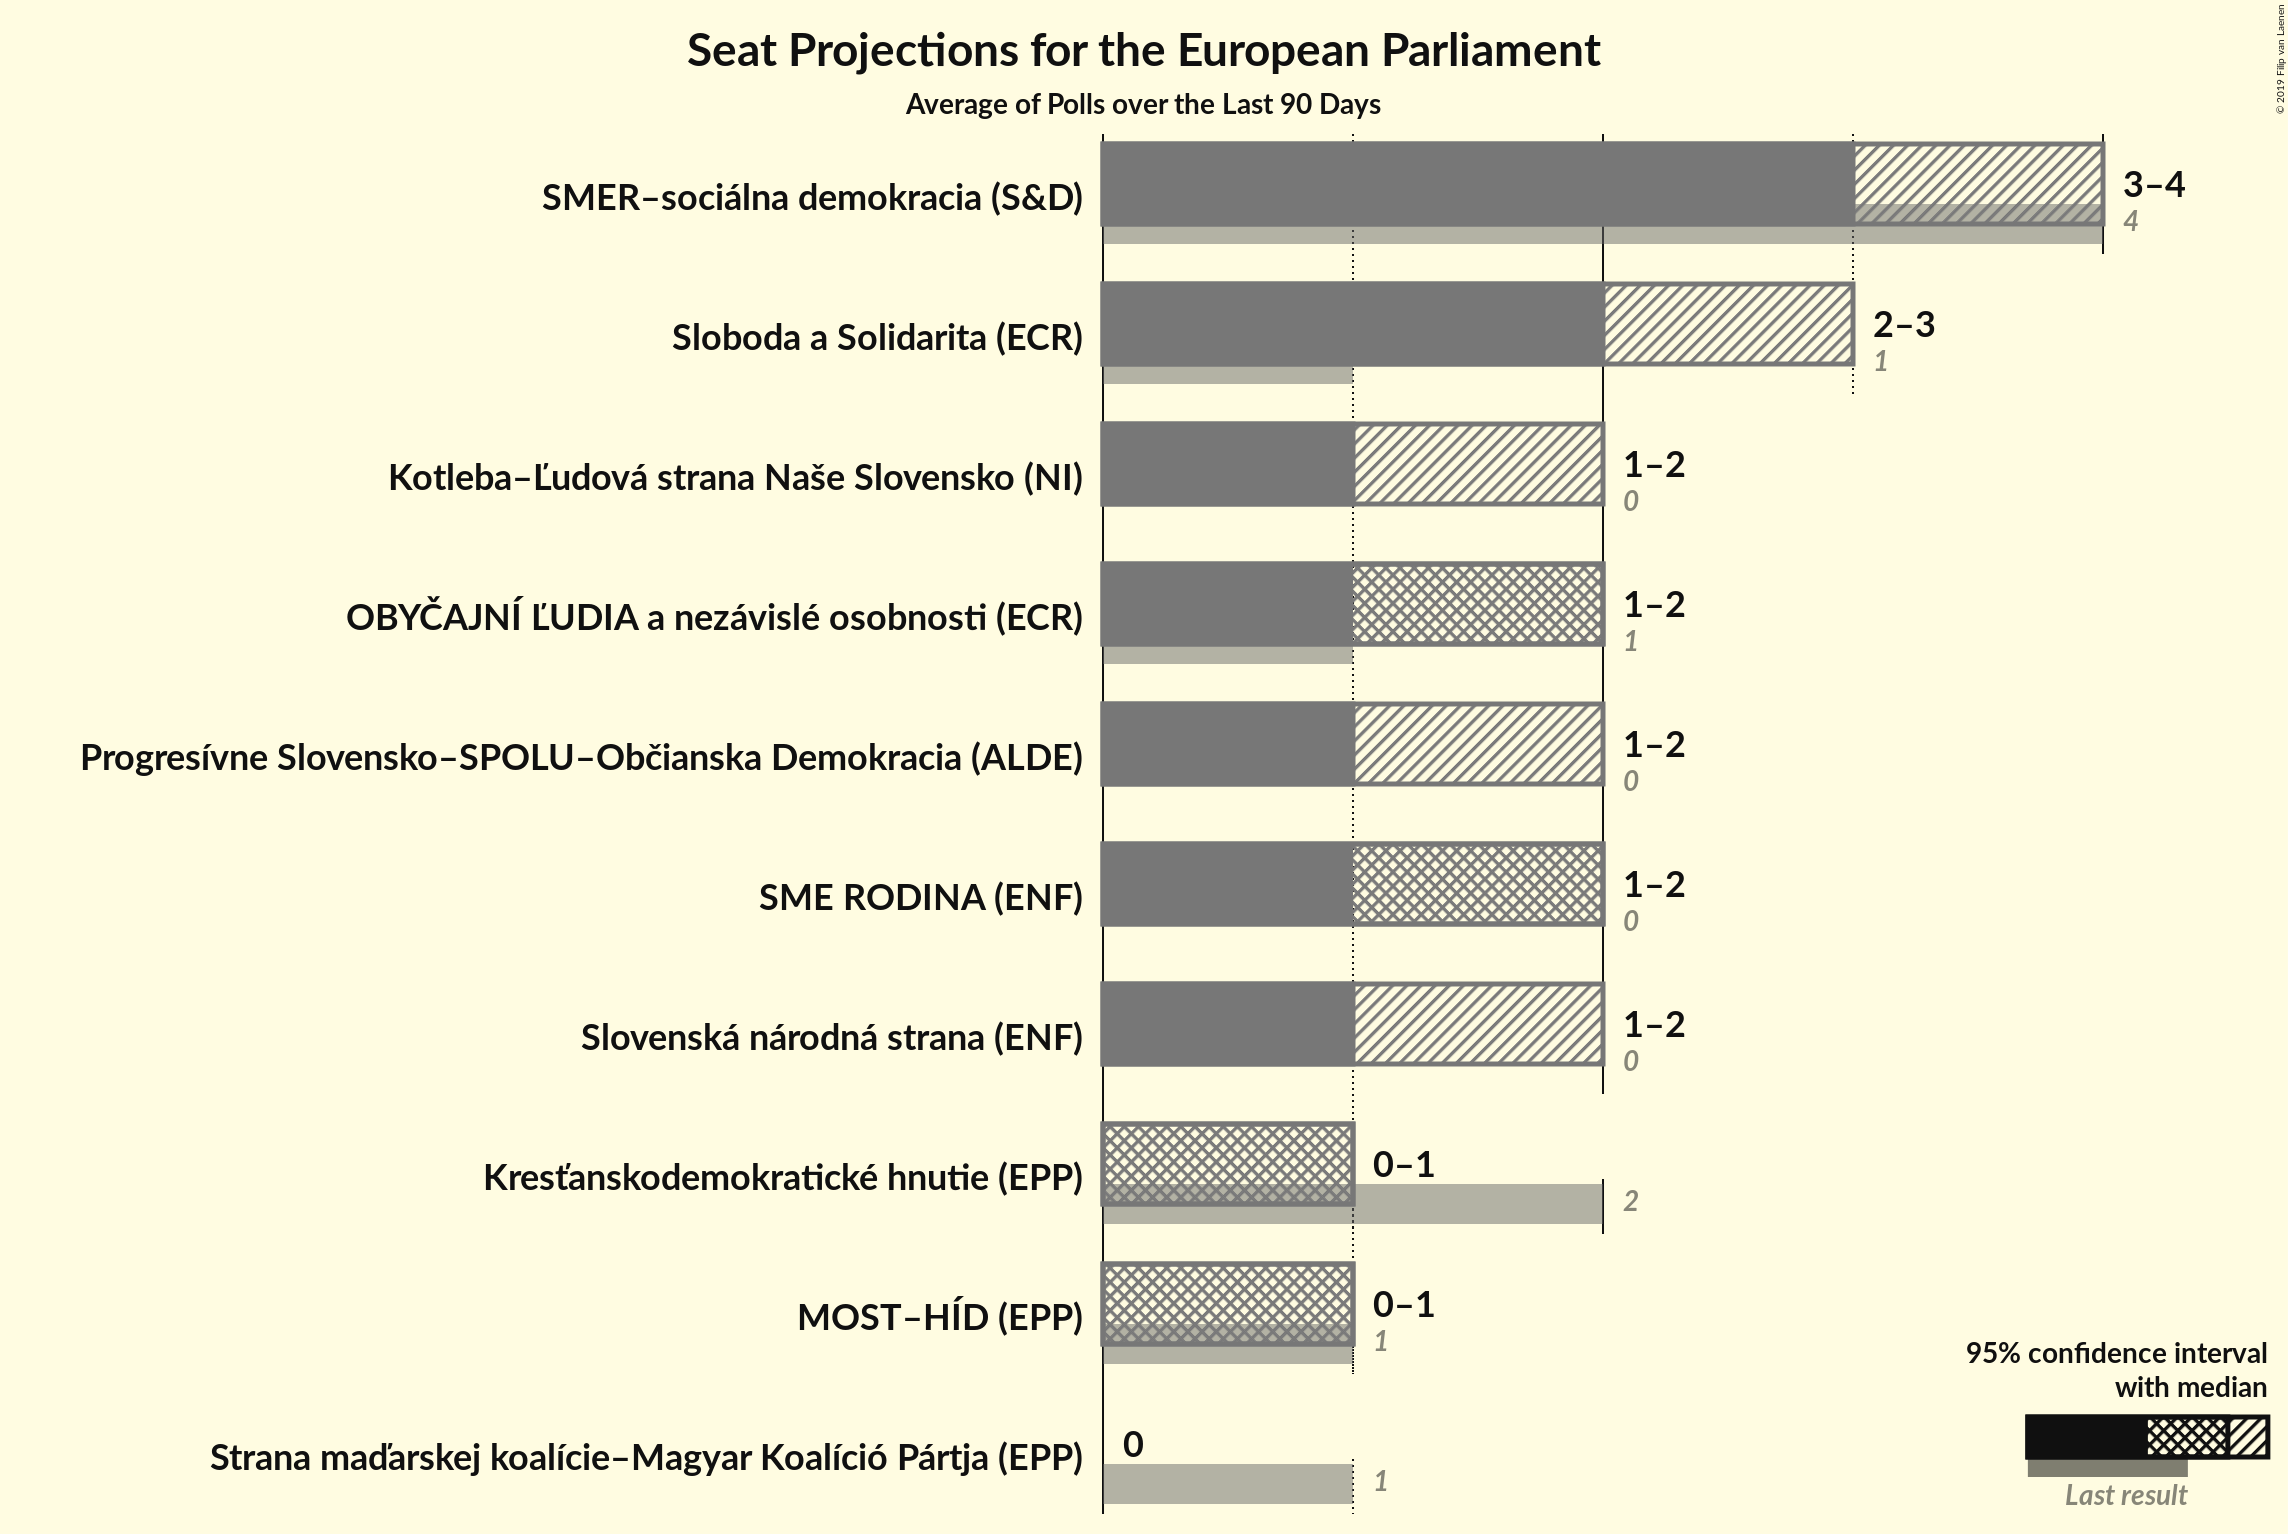 Seat Projections for the European Parliament
Average of Polls over the Last 90 Days
© 2019 Filip van Laenen
SMER–sociálna demokracia (S&D)
3–4
4
Sloboda a Solidarita (ECR)
2–3
1
Kotleba–Ľudová strana Naše Slovensko (NI)
1–2
0
OBYČAJNÍ ĽUDIA a nezávislé osobnosti (ECR)
1–2
1
Progresívne Slovensko–SPOLU–Občianska Demokracia (ALDE)
1–2
0
SME RODINA (ENF)
1–2
0
Slovenská národná strana (ENF)
1–2
0
Kresťanskodemokratické hnutie (EPP)
0–1
2
MOST–HÍD (EPP)
0–1
1
Strana maďarskej koalície–Magyar Koalíció Pártja (EPP)
0
1
95% confidence interval
with median
Last result